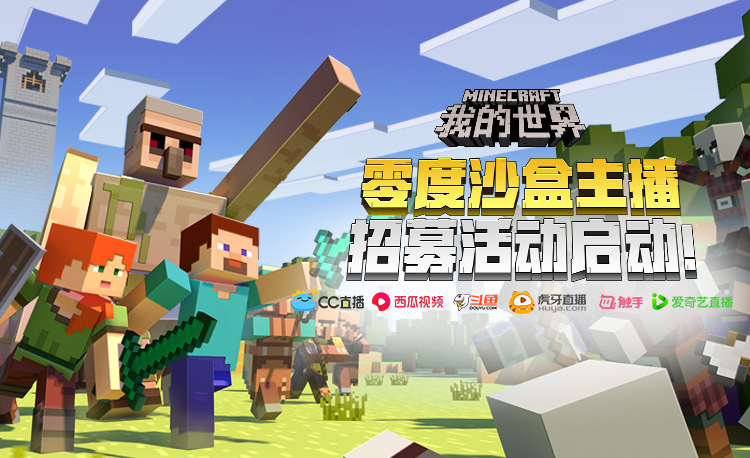 MINECRAFT
我的世界
零度沙盒主播
招募活动启动!
CC直播 西瓜视频 斗鱼 DOUYU.COM 虎牙直播 Huya.com 触手 爱奇艺直播